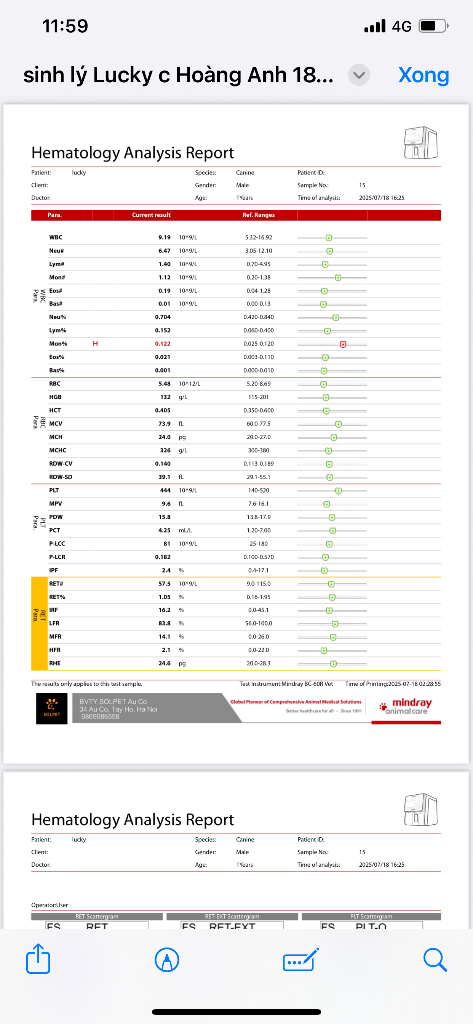 11:59 4G
sinh lý Lucky c Hoàng Anh 18... Xong
Hematology Analysis Report
Patient: lucky Species: Canine Patient ID:
Client: Gender: Male Sample No.: 15
Doctor: Age: 1Years Time of analysis: 2025/07/18 16:25
Para. Current result Ref. Ranges
WBC Para.
WBC 9.19 10^9/L 5.32-16.92
Neu# 6.47 10^9/L 3.05-12.10
Lym# 1.40 10^9/L 0.70-4.95
Mon# 1.12 10^9/L 0.20-1.38
Eos# 0.19 10^9/L 0.04-1.28
Bas# 0.01 10^9/L 0.00-0.13
Neu% 0.704 0.420-0.840
Lym% 0.152 0.060-0.400
Mon% H 0.122 0.025-0.120
Eos% 0.021 0.003-0.110
Bas% 0.001 0.000-0.010
RBC Para.
RBC 5.48 10^12/L 5.20-8.69
HGB 132 g/L 115-201
HCT 0.405 0.350-0.600
MCV 73.9 fL 60.0-77.5
MCH 24.0 pg 20.0-27.0
MCHC 326 g/L 300-380
RDW-CV 0.140 0.113-0.189
RDW-SD 39.1 fL 29.1-55.1
PLT Para.
PLT 444 10^9/L 140-520
MPV 9.6 fL 7.6-16.1
PDW 15.8 13.8-17.9
PCT 4.25 mL/L 1.20-7.00
P-LCC 81 10^9/L 25-180
P-LCR 0.182 0.100-0.570
IPF 2.4 % 0.4-17.1
RET Para.
RET# 57.5 10^9/L 9.0-115.0
RET% 1.05 % 0.16-1.95
IRF 16.2 % 0.0-45.1
LFR 83.8 % 56.0-100.0
MFR 14.1 % 0.0-26.0
HFR 2.1 % 0.0-22.0
RHE 24.6 pg 20.0-28.3
The results only applies to this test sample. Test Instrument:Mindray BC-60R Vet Time of Printing:2025-07-18 02:28:55
SOLPET
BVTY SOLPET Au Co
34 Au Co, Tay Ho, Ha Noi
0869086568
Global Pioneer of Comprehensive Animal Medical Solutions
Better healthcare for all - Since 1991
mindray
animal care
Hematology Analysis Report
Patient: lucky Species: Canine Patient ID:
Client: Gender: Male Sample No.: 15
Doctor: Age: 1Years Time of analysis: 2025/07/18 16:25
Operator:User
RET Scattergram RET-EXT Scattergram PLT Scattergram
FS RET FS RET-EXT FS PLT-O